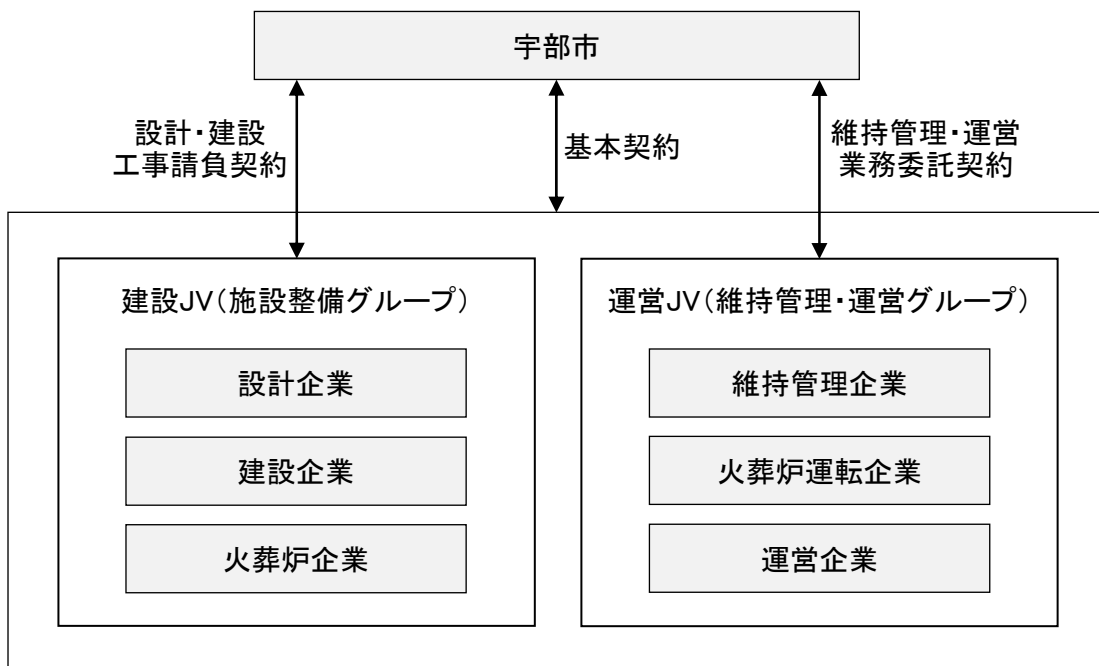 宇部市
設計・建設
工事請負契約
基本契約
維持管理・運営
業務委託契約
建設JV（施設整備グループ）
設計企業
建設企業
火葬炉企業
運営JV（維持管理・運営グループ）
維持管理企業
火葬炉運転企業
運営企業